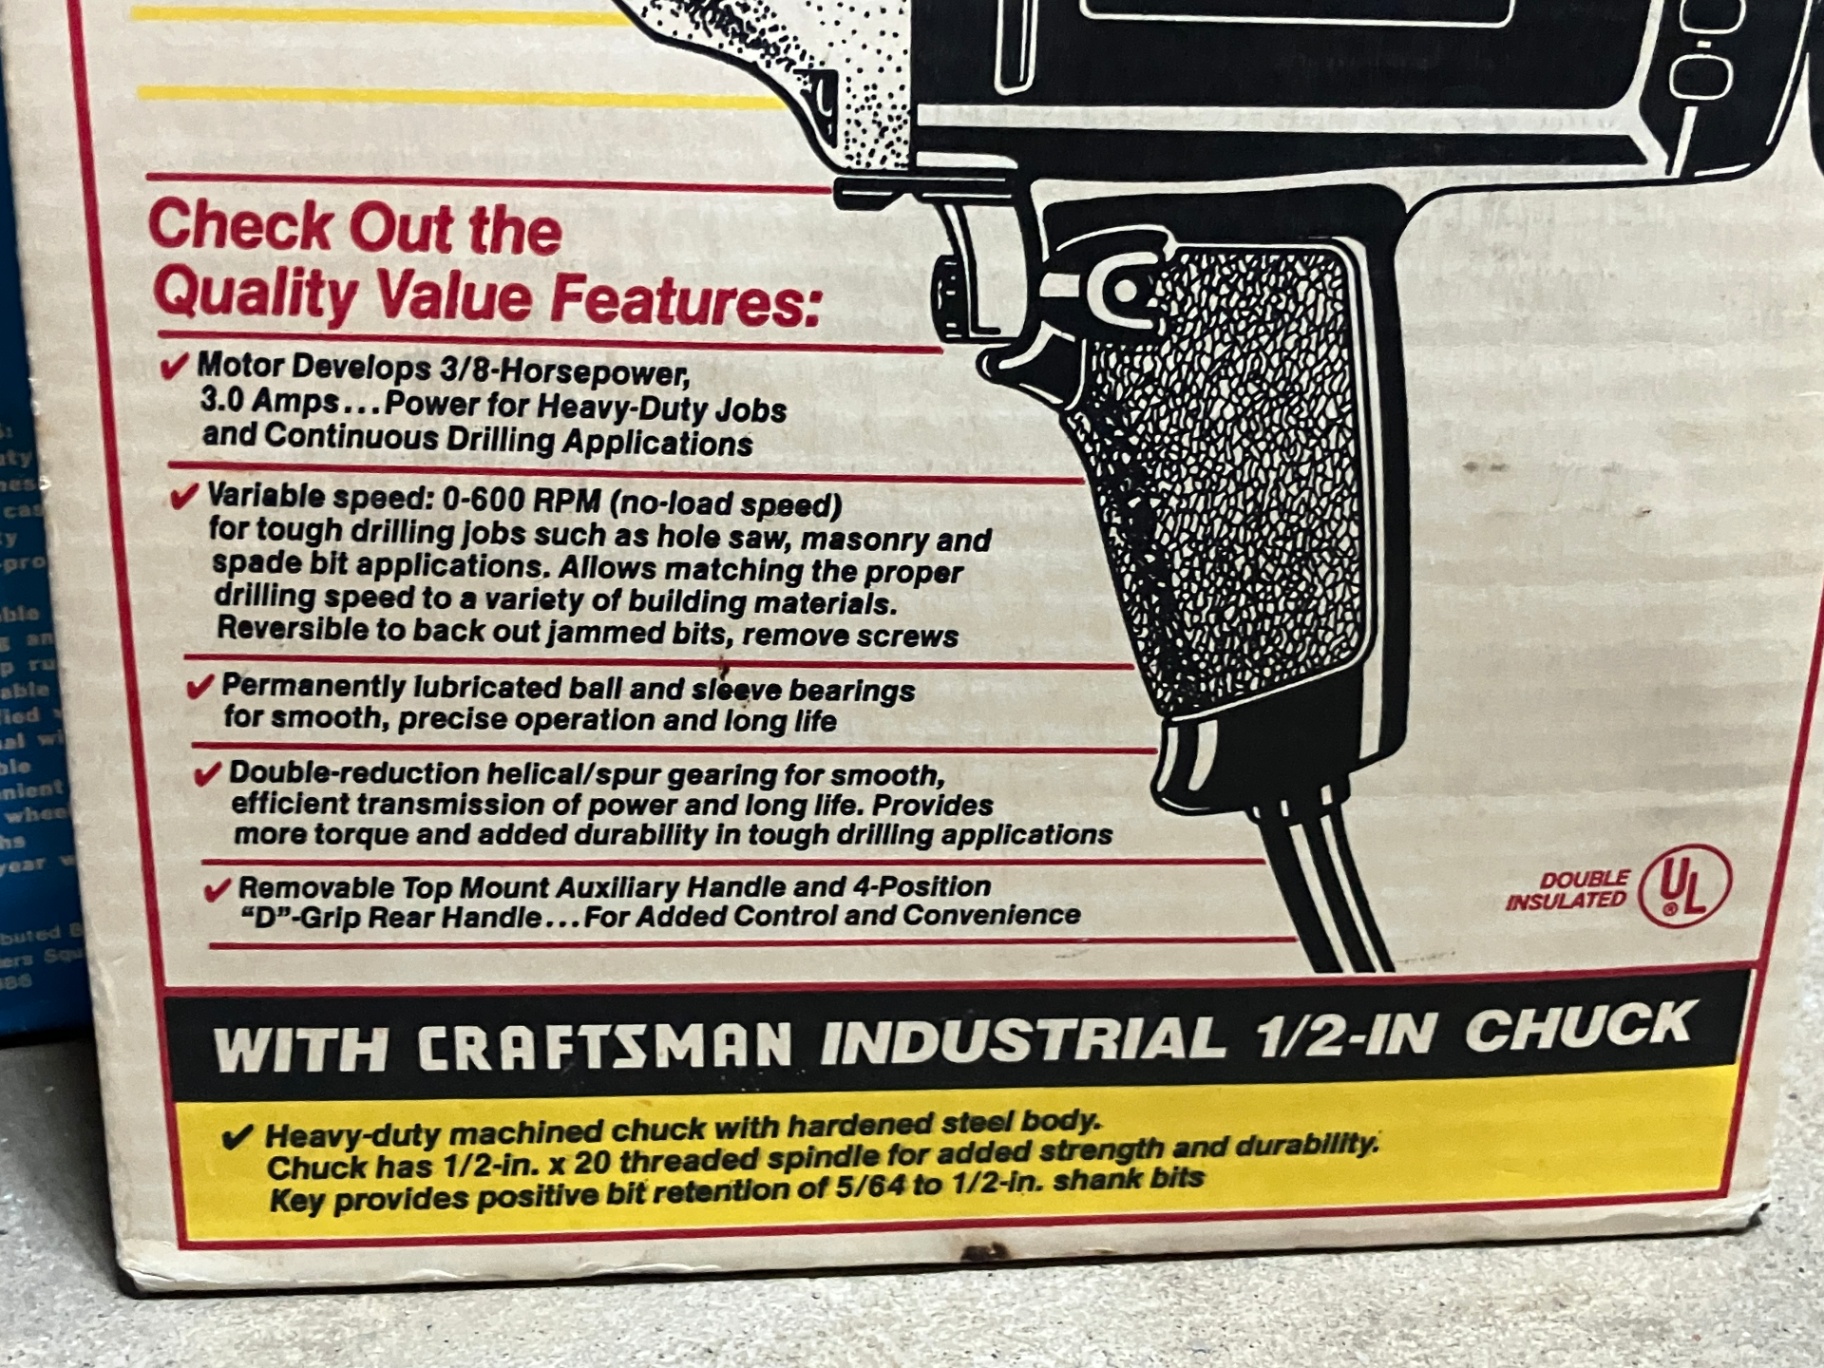 Check Out the
Quality Value Features:
✓ Motor Develops 3/8-Horsepower,
3.0 Amps...Power for Heavy-Duty Jobs
and Continuous Drilling Applications
✓ Variable speed: 0-600 RPM (no-load speed)
for tough drilling jobs such as hole saw, masonry and
spade bit applications. Allows matching the proper
drilling speed to a variety of building materials.
Reversible to back out jammed bits, remove screws
✓ Permanently lubricated ball and sleeve bearings
for smooth, precise operation and long life
✓ Double-reduction helical/spur gearing for smooth,
efficient transmission of power and long life. Provides
more torque and added durability in tough drilling applications
✓ Removable Top Mount Auxiliary Handle and 4-Position
“D”-Grip Rear Handle...For Added Control and Convenience
DOUBLE
INSULATED
UL
®
WITH CRAFTSMAN INDUSTRIAL 1/2-IN CHUCK
✓ Heavy-duty machined chuck with hardened steel body.
Chuck has 1/2-in. x 20 threaded spindle for added strength and durability.
Key provides positive bit retention of 5/64 to 1/2-in. shank bits